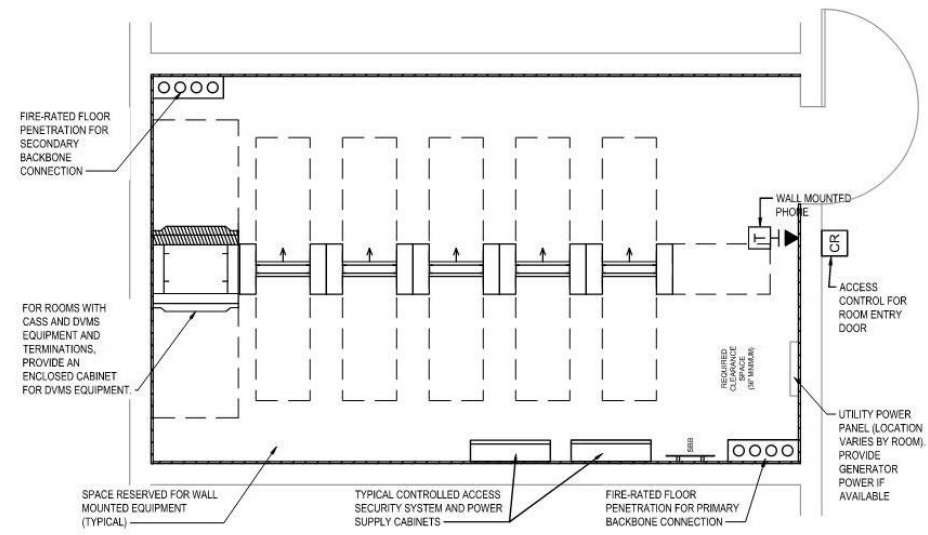 FIRE-RATED FLOOR
PENETRATION FOR
SECONDARY
BACKBONE
CONNECTION
WALL MOUNTED
PHONE
T
CR
ACCESS
CONTROL FOR
ROOM ENTRY
DOOR
FOR ROOMS WITH
CASS AND DVMS
EQUIPMENT AND
TERMINATIONS,
PROVIDE AN
ENCLOSED CABINET
FOR DVMS EQUIPMENT.
REQUIRED
CLEARANCE
SPACE
(36" MINIMUM)
UTILITY POWER
PANEL (LOCATION
VARIES BY ROOM).
PROVIDE
GENERATOR
POWER IF
AVAILABLE
SBB
SPACE RESERVED FOR WALL
MOUNTED EQUIPMENT
(TYPICAL)
TYPICAL CONTROLLED ACCESS
SECURITY SYSTEM AND POWER
SUPPLY CABINETS
FIRE-RATED FLOOR
PENETRATION FOR PRIMARY
BACKBONE CONNECTION